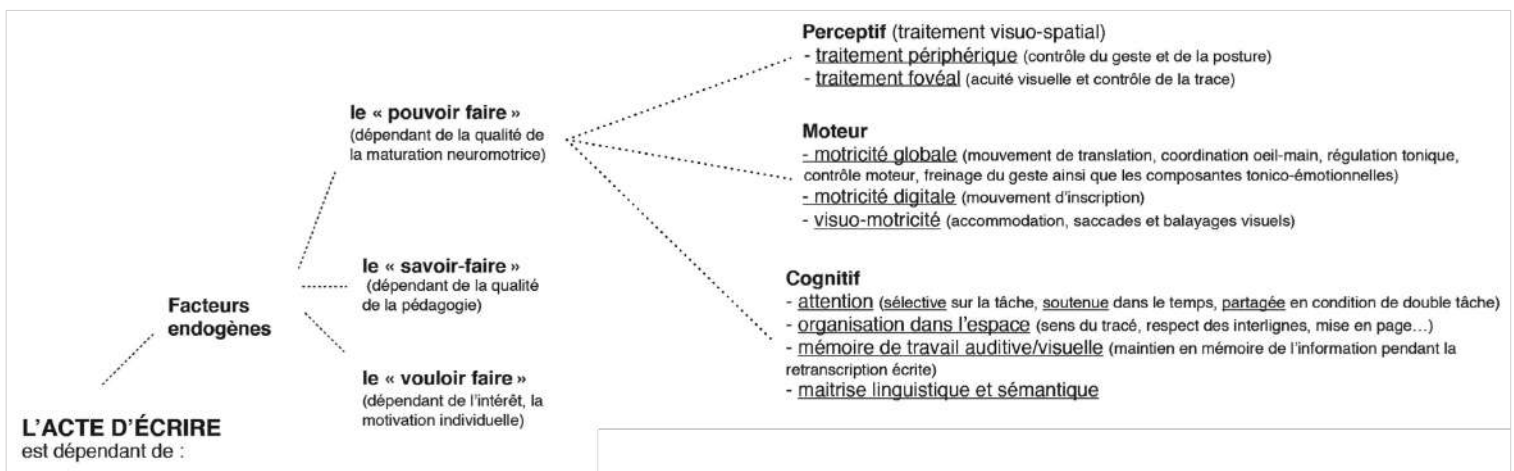 Perceptif (traitement visuo-spatial)
- traitement périphérique (contrôle du geste et de la posture)
- traitement fovéal (acuité visuelle et contrôle de la trace)
le « pouvoir faire »
(dépendant de la qualité de
la maturation neuromotrice)
Moteur
- motricité globale (mouvement de translation, coordination oeil-main, régulation tonique,
contrôle moteur, freinage du geste ainsi que les composantes tonico-émotionnelles)
- motricité digitale (mouvement d'inscription)
- visuo-motricité (accommodation, saccades et balayages visuels)
le « savoir-faire »
(dépendant de la qualité
de la pédagogie)
Facteurs
endogènes
Cognitif
- attention (sélective sur la tâche, soutenue dans le temps, partagée en condition de double tâche)
- organisation dans l'espace (sens du tracé, respect des interlignes, mise en page…)
- mémoire de travail auditive/visuelle (maintien en mémoire de l'information pendant la
retranscription écrite)
- maitrise linguistique et sémantique
le « vouloir faire »
(dépendant de l'intérêt, la
motivation individuelle)
L'ACTE D'ÉCRIRE
est dépendant de :